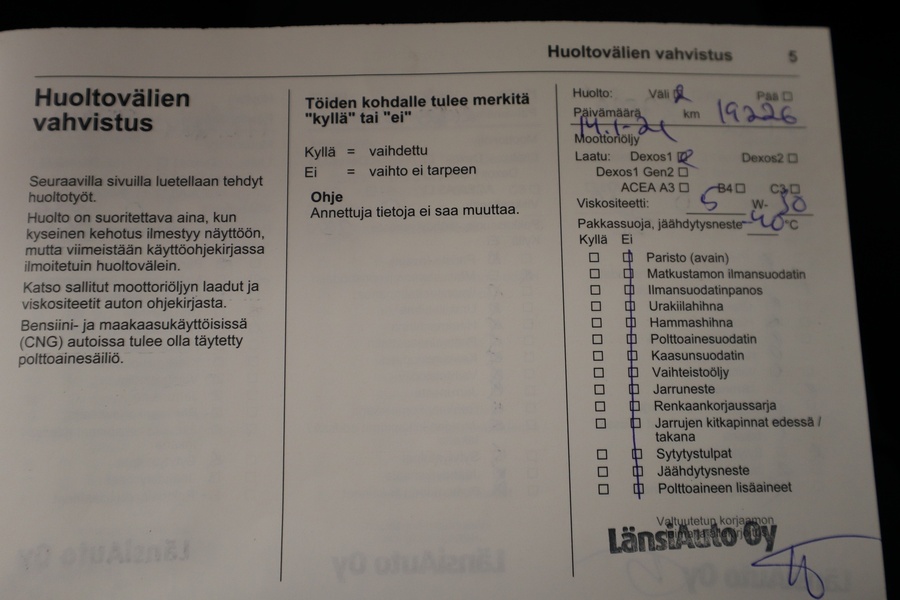 Huoltovälien vahvistus 5
Huoltovälien
vahvistus
Seuraavilla sivuilla luetellaan tehdyt
huoltotyöt.
Huolto on suoritettava aina, kun
kyseinen kehotus ilmestyy näyttöön,
mutta viimeistään käyttöohjekirjassa
ilmoitetuin huoltovälein.
Katso sallitut moottoriöljyn laadut ja
viskositeetit auton ohjekirjasta.
Bensiini- ja maakaasukäyttöisissä
(CNG) autoissa tulee olla täytetty
polttoainesäiliö.
Töiden kohdalle tulee merkitä
"kyllä" tai "ei"
Kyllä = vaihdettu
Ei = vaihto ei tarpeen
Ohje
Annettuja tietoja ei saa muuttaa.
Huolto: Väli Pää
Päivämäärä km 19226
14.1-21
Moottoriöljy
Laatu: Dexos1 Dexos2
Dexos1 Gen2
ACEA A3 B4 C3
Viskositeetti: 5 W- 30
Pakkassuoja, jäähdytysneste -40 °C
Kyllä Ei
Paristo (avain)
Matkustamon ilmansuodatin
Ilmansuodatinpanos
Urakiilahihna
Hammashihna
Polttoainesuodatin
Kaasunsuodatin
Vaihteistoöljy
Jarruneste
Renkaankorjaussarja
Jarrujen kitkapinnat edessä /
takana
Sytytystulpat
Jäähdytysneste
Polttoaineen lisäaineet
Valtuutetun korjaamon
LänsiAuto Oy